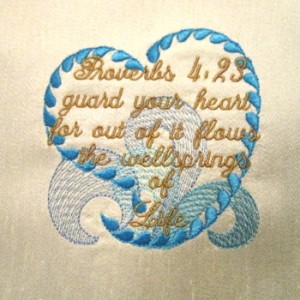 Proverbs 4:23
guard your heart
for out of it flows
the wellsprings
of
Life